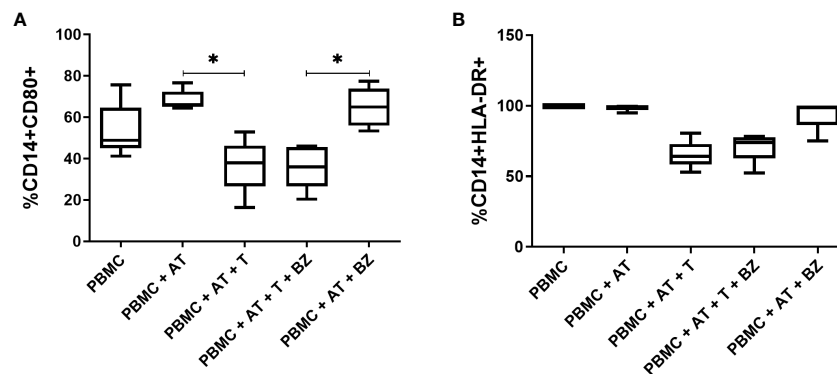 A
%CD14+CD80+
100
80
60
40
20
0
*
*
PBMC
PBMC + AT
PBMC + AT + T
PBMC + AT + T + BZ
PBMC + AT + BZ
B
%CD14+HLA-DR+
150
100
50
0
PBMC
PBMC + AT
PBMC + AT + T
PBMC + AT + T + BZ
PBMC + AT + BZ